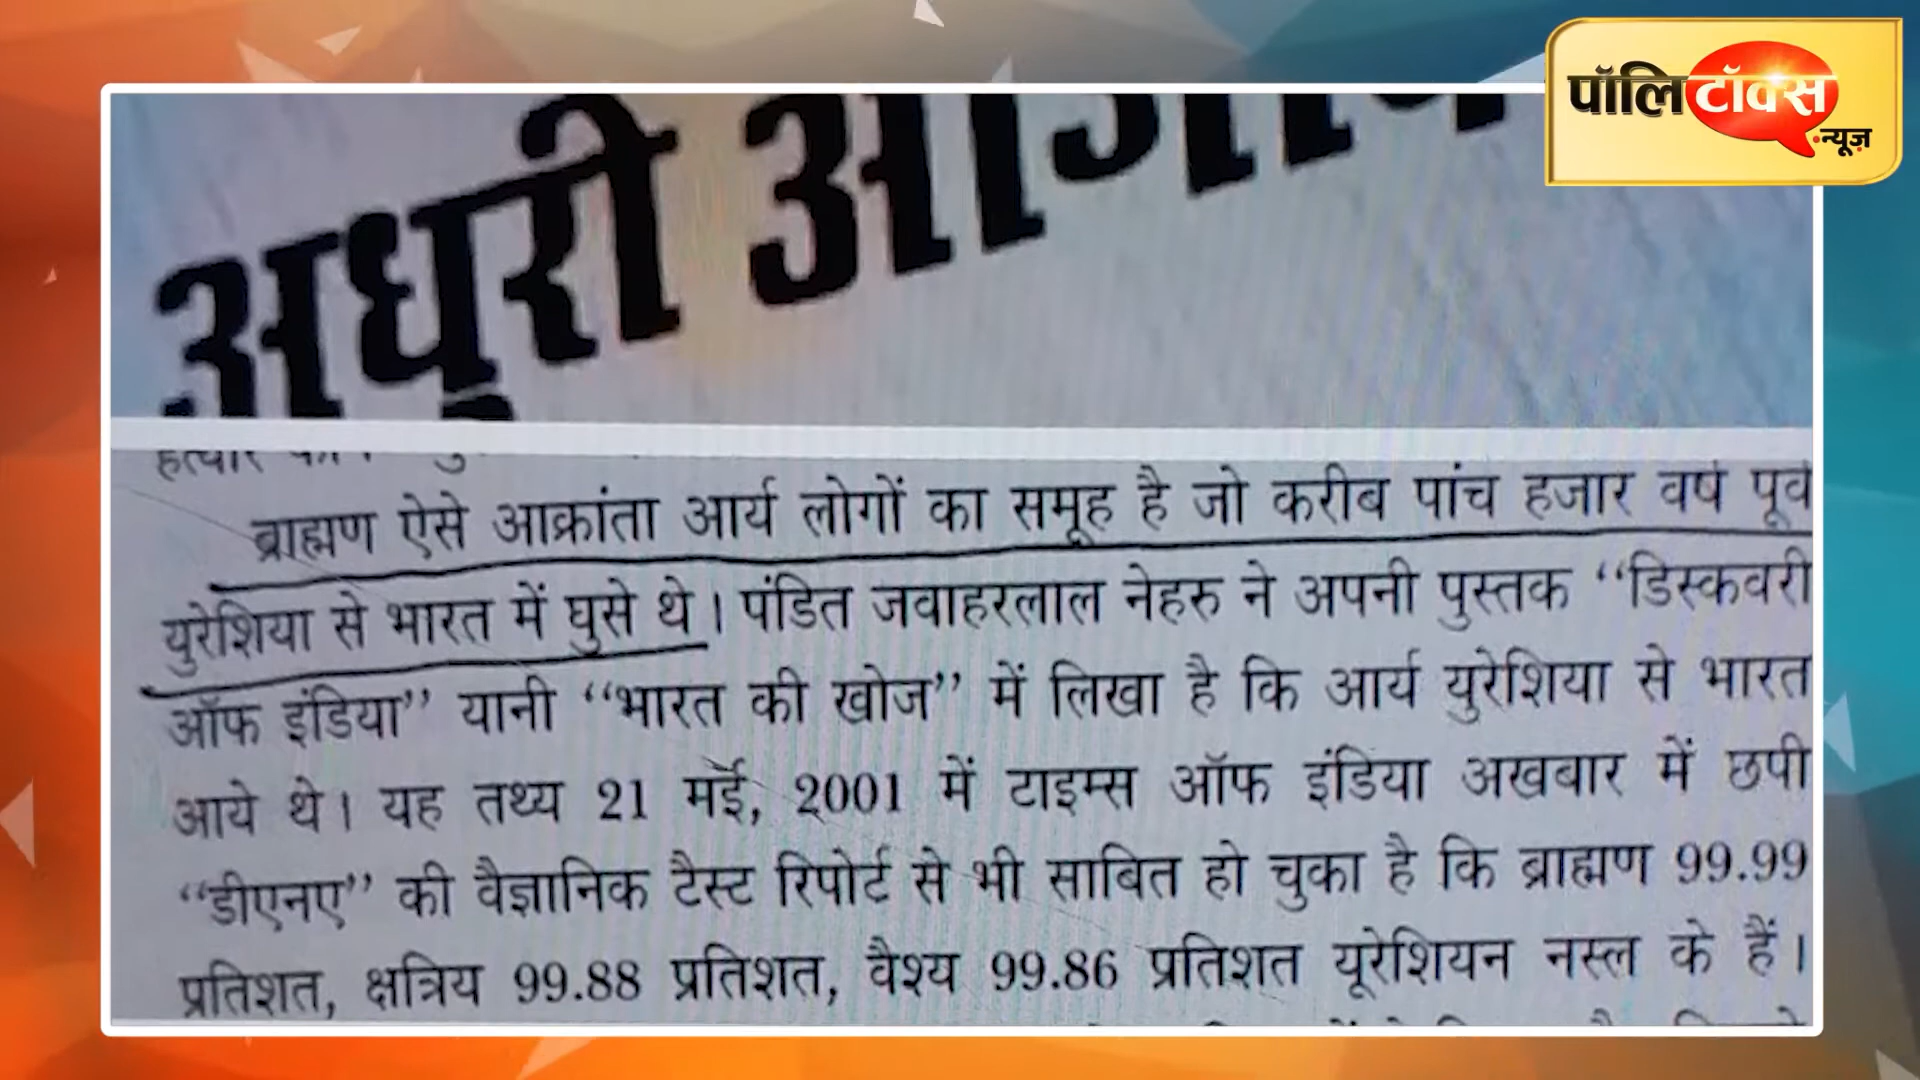 पॉलिटॉक्स
न्यूज़
अधूरी
ब्राह्मण ऐसे आक्रांता आर्य लोगों का समूह है जो करीब पांच हजार वर्ष पूर्व
युरेशिया से भारत में घुसे थे। पंडित जवाहरलाल नेहरु ने अपनी पुस्तक “डिस्कवरी
ऑफ इंडिया” यानी “भारत की खोज” में लिखा है कि आर्य युरेशिया से भारत
आये थे। यह तथ्य 21 मई, 2001 में टाइम्स ऑफ इंडिया अखबार में छपी
“डीएनए” की वैज्ञानिक टैस्ट रिपोर्ट से भी साबित हो चुका है कि ब्राह्मण 99.99
प्रतिशत, क्षत्रिय 99.88 प्रतिशत, वैश्य 99.86 प्रतिशत यूरेशियन नस्ल के हैं।